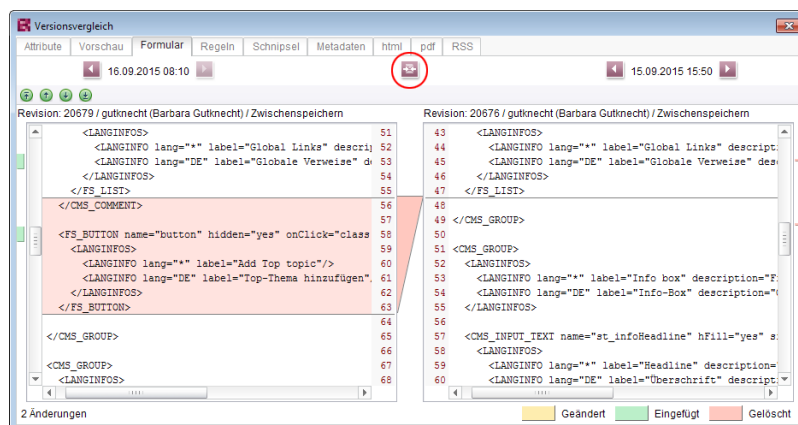 Versionsvergleich
Attribute Vorschau Formular Regeln Schnipsel Metadaten html pdf RSS
16.09.2015 08:10 15.09.2015 15:50
Revision: 20679 / gutknecht (Barbara Gutknecht) / Zwischenspeichern
<LANGINFOS> 51
<LANGINFO lang="*" label="Global Links" descrip 52
<LANGINFO lang="DE" label="Globale Verweise" d 53
</LANGINFOS> 54
</FS_LIST> 55
</CMS_COMMENT> 56
57
<FS_BUTTON name="button" hidden="yes" onClick="class 58
<LANGINFOS> 59
<LANGINFO lang="*" label="Add Top topic"/> 60
<LANGINFO lang="DE" label="Top-Thema hinzufügen" 61
</LANGINFOS> 62
</FS_BUTTON> 63
64
</CMS_GROUP> 65
66
<CMS_GROUP> 67
<LANGINFOS> 68
Revision: 20676 / gutknecht (Barbara Gutknecht) / Zwischenspeichern
43 <LANGINFOS>
44 <LANGINFO lang="*" label="Global Links" descript
45 <LANGINFO lang="DE" label="Globale Verweise" des
46 </LANGINFOS>
47 </FS_LIST>
48
49 </CMS_GROUP>
50
51 <CMS_GROUP>
52 <LANGINFOS>
53 <LANGINFO lang="*" label="Info box" description="F
54 <LANGINFO lang="DE" label="Info-Box" description="
55 </LANGINFOS>
56
57 <CMS_INPUT_TEXT name="st_infoHeadline" hFill="yes" s
58 <LANGINFOS>
59 <LANGINFO lang="*" label="Headline" description=
60 <LANGINFO lang="DE" label="Überschrift" descript
2 Änderungen
Geändert Eingefügt Gelöscht